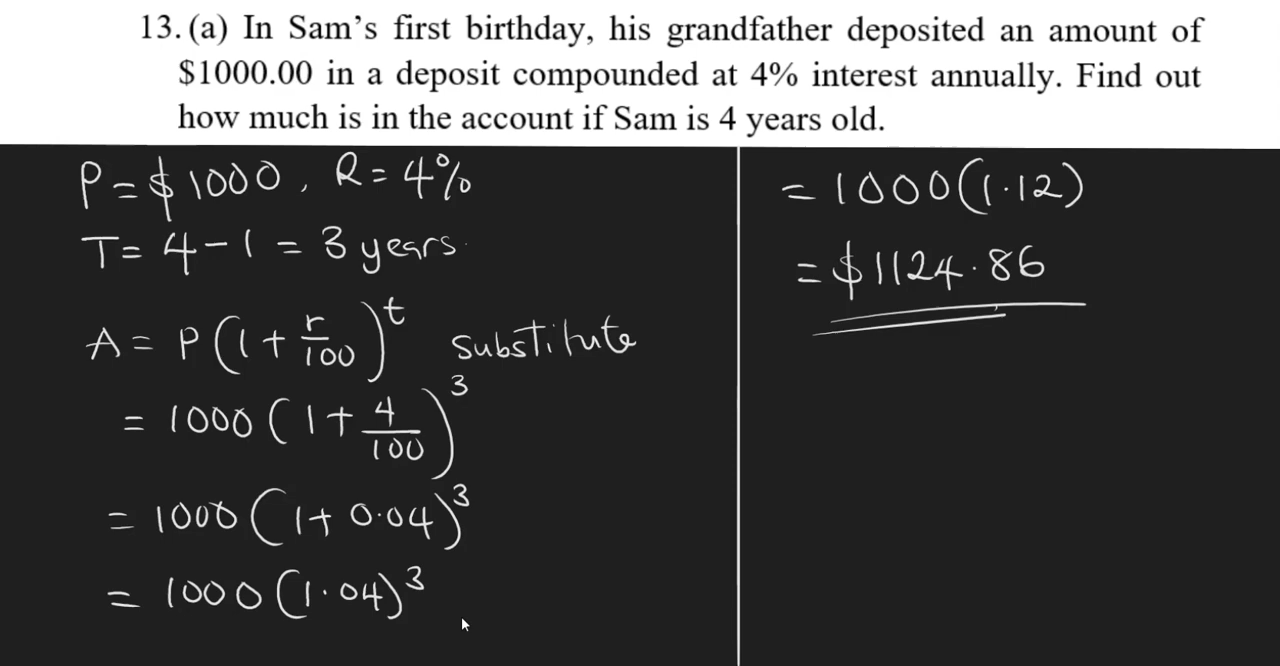 13. (a) In Sam's first birthday, his grandfather deposited an amount of
$1000.00 in a deposit compounded at 4% interest annually. Find out
how much is in the account if Sam is 4 years old.
P = $1000, R = 4%
T = 4 - 1 = 3 years.
A = P(1 + r/100)^t substitute
= 1000(1 + 4/100)^3
= 1000(1 + 0.04)^3
= 1000(1.04)^3
= 1000(1.12)
= $1124.86